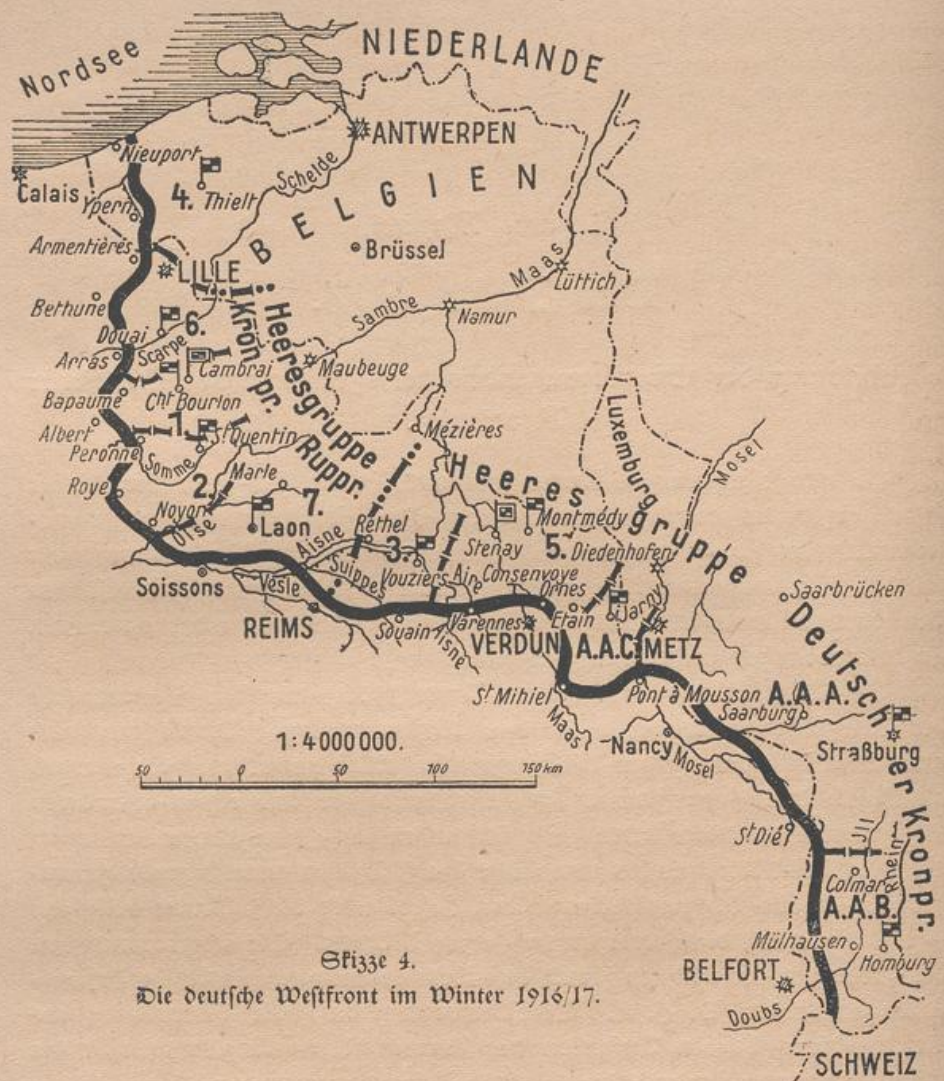 Nordsee
NIEDERLANDE
ANTWERPEN
Nieuport
Schelde
BELGIEN
Calais
4. Thielt
Ypern
Armentières
Brüssel
LILLE
Maas
Lüttich
Bethune
Sambre
Namur
Douai
6.
Scarpe
Arras
Cambrai
Maubeuge
Heeresgruppe
Kronpr. Ruppr.
Bapaume
Cht Bourlon
Albert
1.
St Quentin
Mézières
Luxemburg
Mosel
Peronne
Somme
Heeresgruppe
Deutscher Kronpr.
Roye
2.
Marle
7.
Noyon
Oise
Laon
Aisne
Rethel
Stenay
Montmédy
5.
Diedenhofen
3.
Soissons
Vesle
Suippes
Vouziers
Aire
Consenvoye
Ornes
Etain
Jarny
Saarbrücken
REIMS
Souain
Aisne
Varennes
VERDUN
A.A.C.
METZ
St Mihiel
Maas
Pont à Mousson
A.A.A.
Saarburg
Nancy
Mosel
Straßburg
1:4000000.
50 0 50 100 150 km
St Dié
Jll
Rhein
Colmar
A.A.B.
Mülhausen
Homburg
BELFORT
Doubs
SCHWEIZ
Skizze 4.
Die deutsche Westfront im Winter 1916/17.